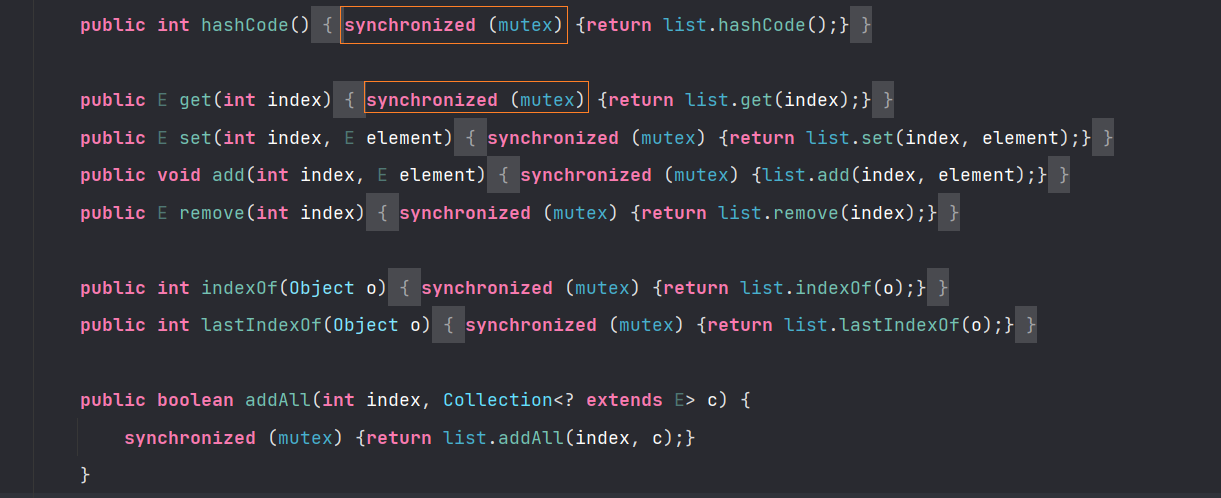 public int hashCode() { synchronized (mutex) {return list.hashCode();} }
public E get(int index) { synchronized (mutex) {return list.get(index);} }
public E set(int index, E element) { synchronized (mutex) {return list.set(index, element);} }
public void add(int index, E element) { synchronized (mutex) {list.add(index, element);} }
public E remove(int index) { synchronized (mutex) {return list.remove(index);} }
public int indexOf(Object o) { synchronized (mutex) {return list.indexOf(o);} }
public int lastIndexOf(Object o) { synchronized (mutex) {return list.lastIndexOf(o);} }
public boolean addAll(int index, Collection<? extends E> c) {
synchronized (mutex) {return list.addAll(index, c);}
}